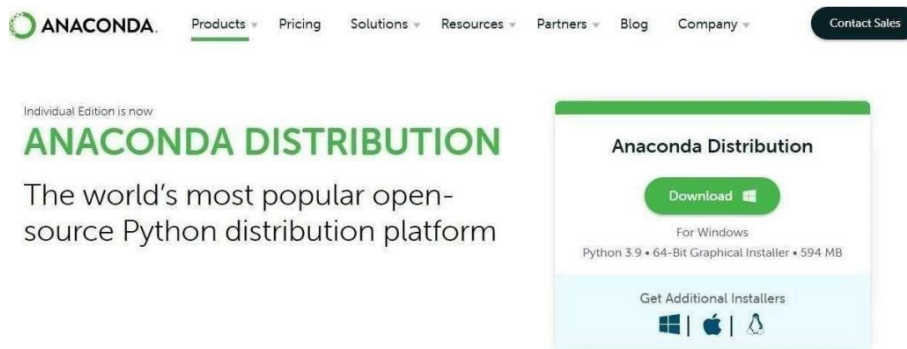 ANACONDA.
Products
Pricing
Solutions
Resources
Partners
Blog
Company
Contact Sales
Individual Edition is now
ANACONDA DISTRIBUTION
The world's most popular open-
source Python distribution platform
Anaconda Distribution
Download
For Windows
Python 3.9 • 64-Bit Graphical Installer • 594 MB
Get Additional Installers